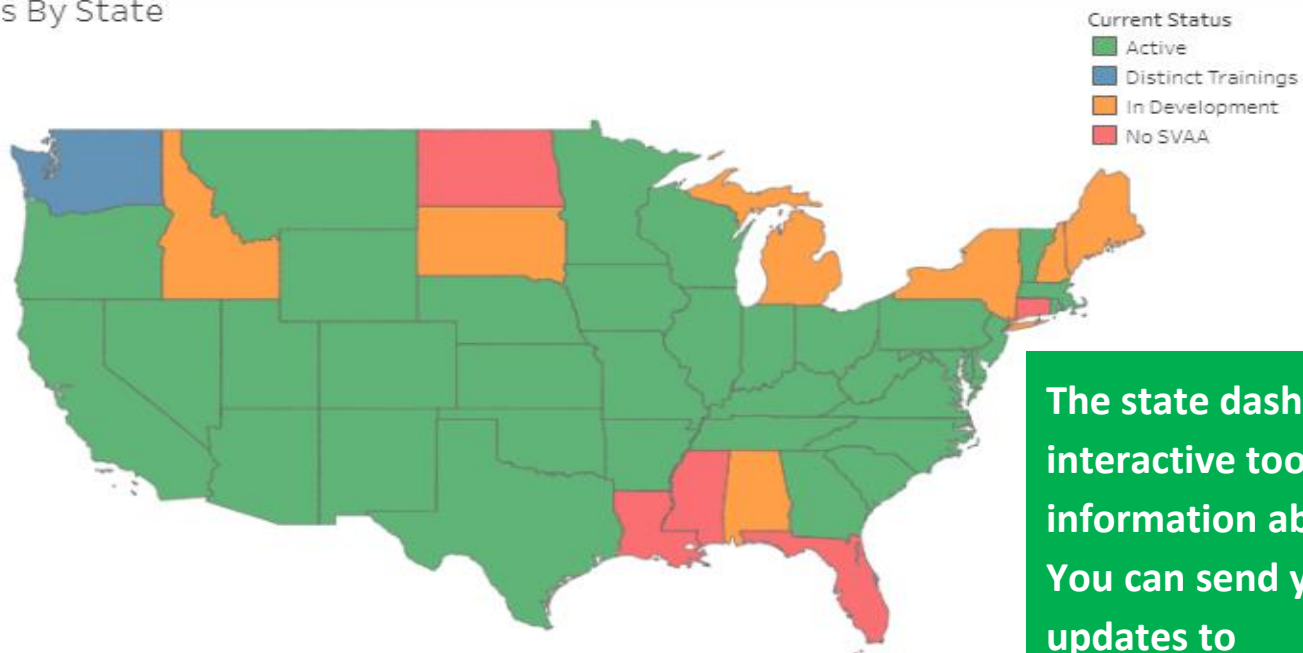 s By State
Current Status
Active
Distinct Trainings
In Development
No SVAA
The state dash
interactive too
information ab
You can send y
updates to